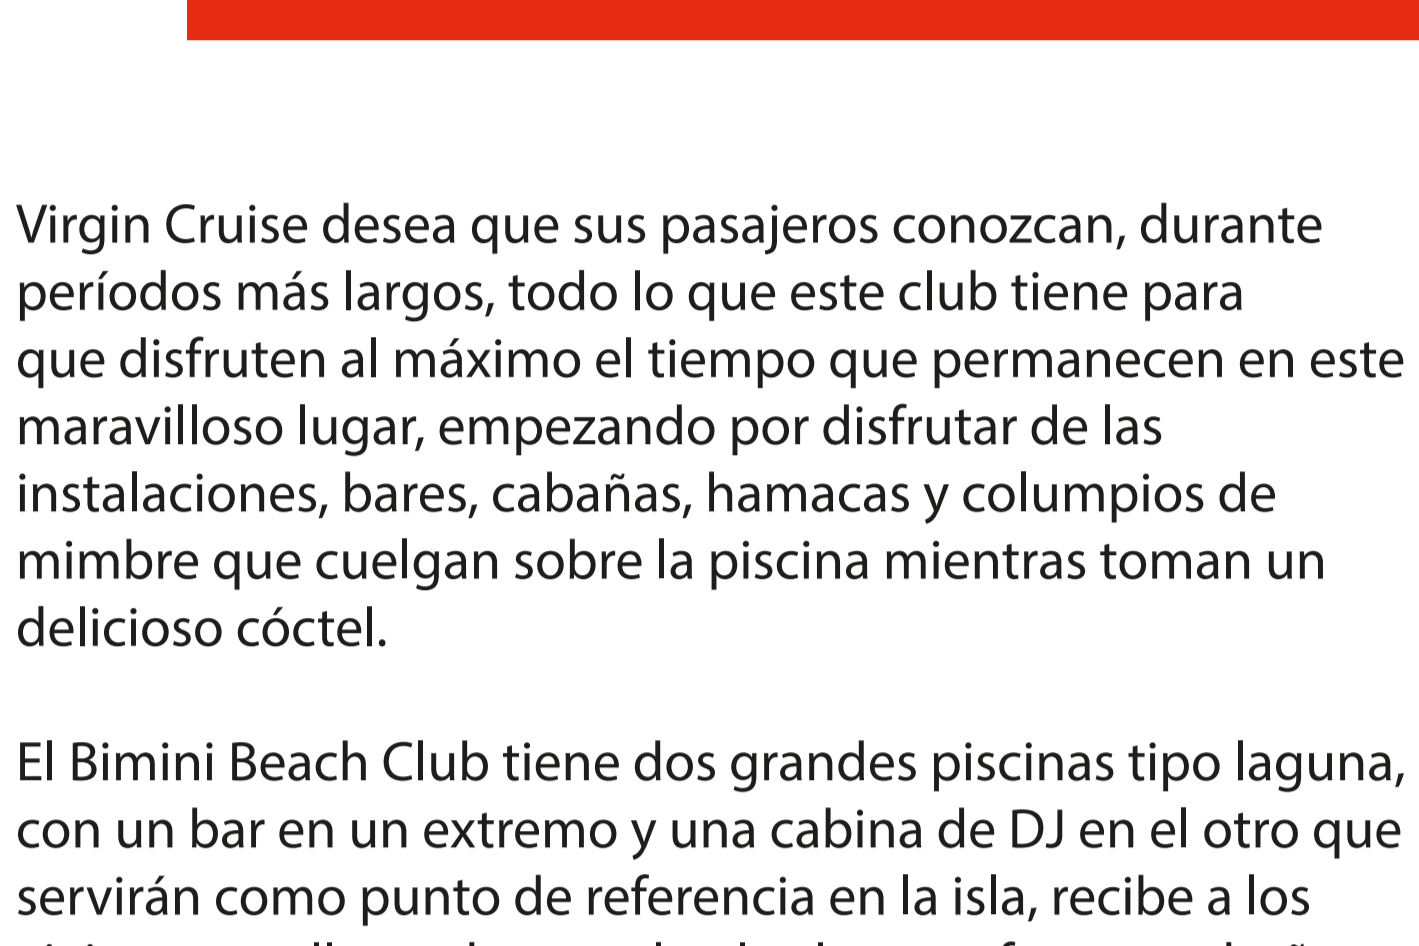 Virgin Cruise desea que sus pasajeros conozcan, durante
períodos más largos, todo lo que este club tiene para
que disfruten al máximo el tiempo que permanecen en este
maravilloso lugar, empezando por disfrutar de las
instalaciones, bares, cabañas, hamacas y columpios de
mimbre que cuelgan sobre la piscina mientras toman un
delicioso cóctel.
El Bimini Beach Club tiene dos grandes piscinas tipo laguna,
con un bar en un extremo y una cabina de DJ en el otro que
servirán como punto de referencia en la isla, recibe a los